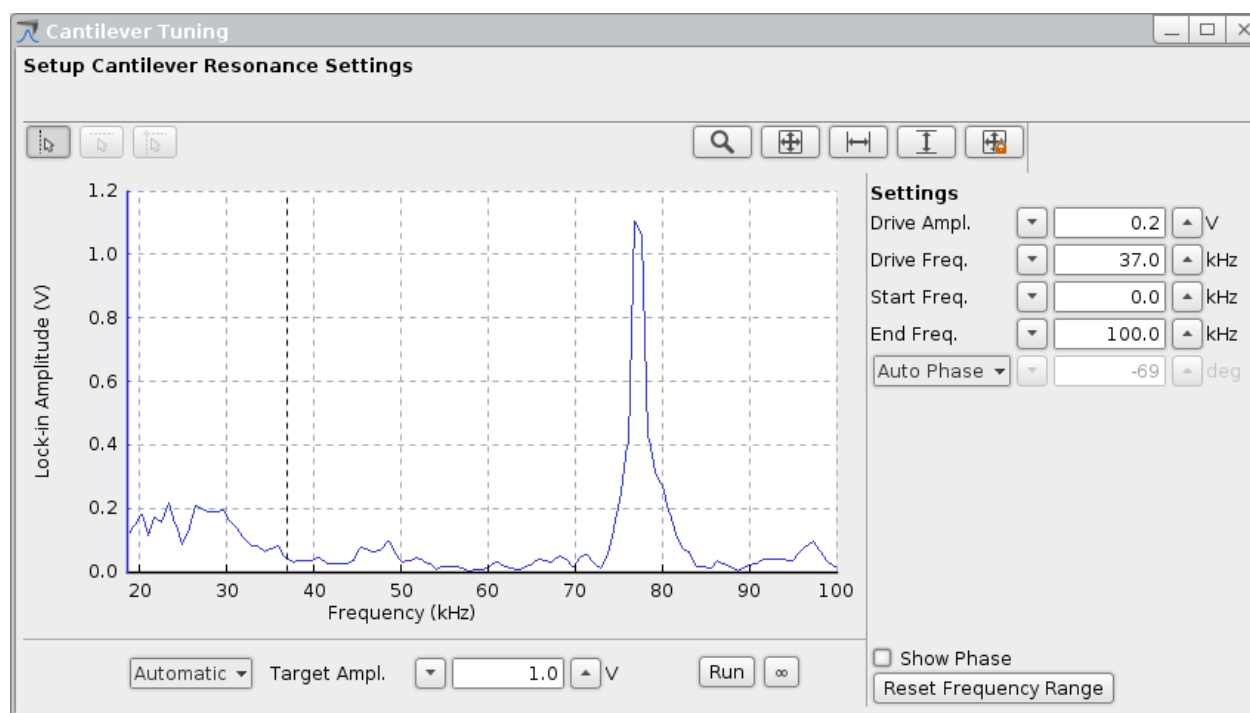 Cantilever Tuning
Setup Cantilever Resonance Settings
Settings
Drive Ampl. 0.2 V
Drive Freq. 37.0 kHz
Start Freq. 0.0 kHz
End Freq. 100.0 kHz
Auto Phase -69 deg
Lock-in Amplitude (V)
1.2
1.0
0.8
0.6
0.4
0.2
0.0
20 30 40 50 60 70 80 90 100
Frequency (kHz)
Automatic Target Ampl. 1.0 V Run ∞
Show Phase
Reset Frequency Range